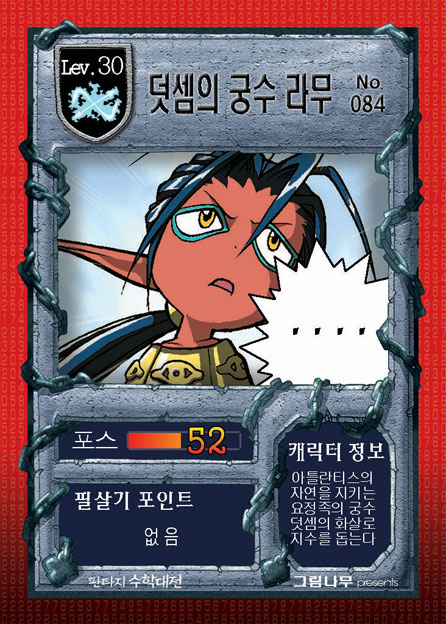 Lev.30
덧셈의 궁수 라무
No
084
.....
포스 52
필살기 포인트
없음
캐릭터 정보
아틀란티스의
자연을 지키는
요정족의 궁수
덧셈의 화살로
지수를 돕는다
판타지 수학대전
그림나무 presents